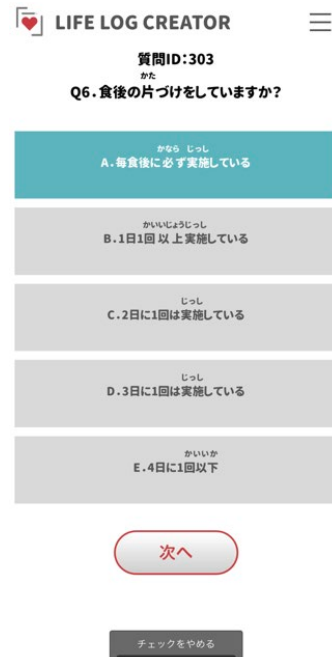 LIFE LOG CREATOR
質問ID:303
かた
Q6.食後の片づけをしていますか?
かなら じっし
A.毎食後に必ず実施している
かいいじょうじっし
B.1日1回以上実施している
じっし
C.2日に1回は実施している
じっし
D.3日に1回は実施している
かいいか
E.4日に1回以下
次へ
チェックをやめる